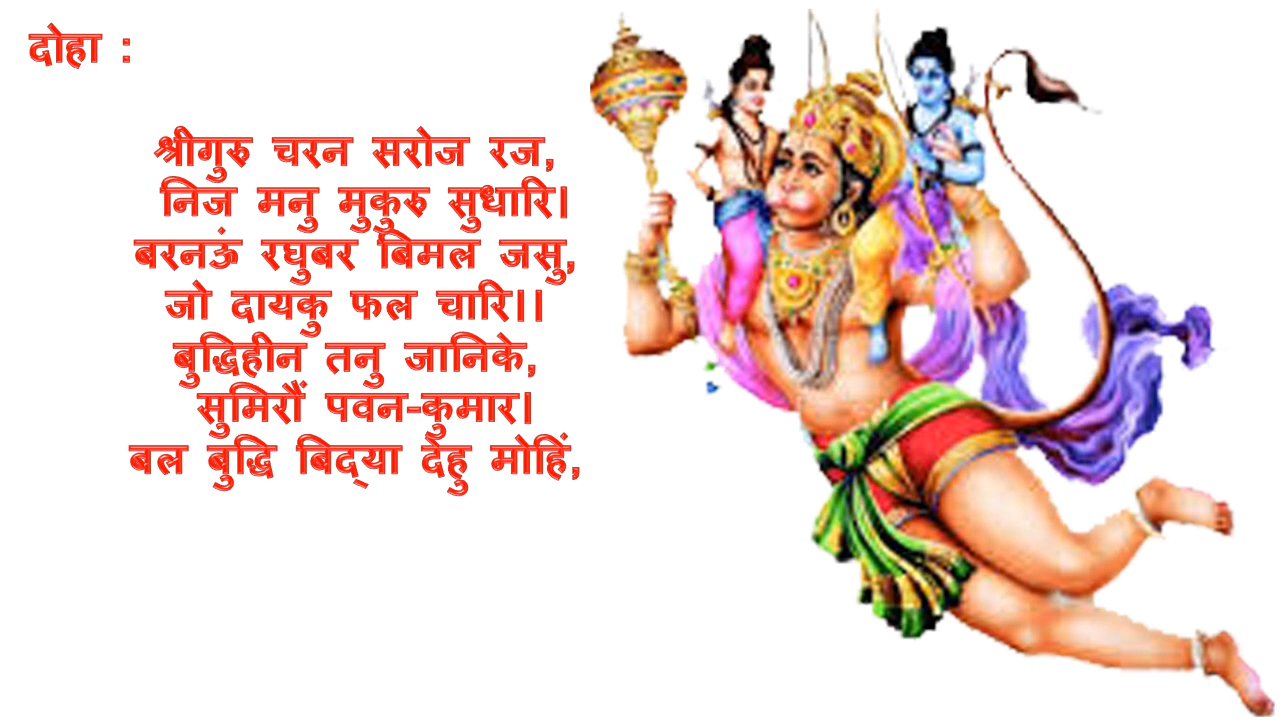 दोहा :
श्रीगुरु चरन सरोज रज,
निज मनु मुकुरु सुधारि।
बरनऊं रघुबर बिमल जसु,
जो दायकु फल चारि।।
बुद्धिहीन तनु जानिके,
सुमिरौं पवन-कुमार।
बल बुद्धि बिद्‌या देहु मोहिं,